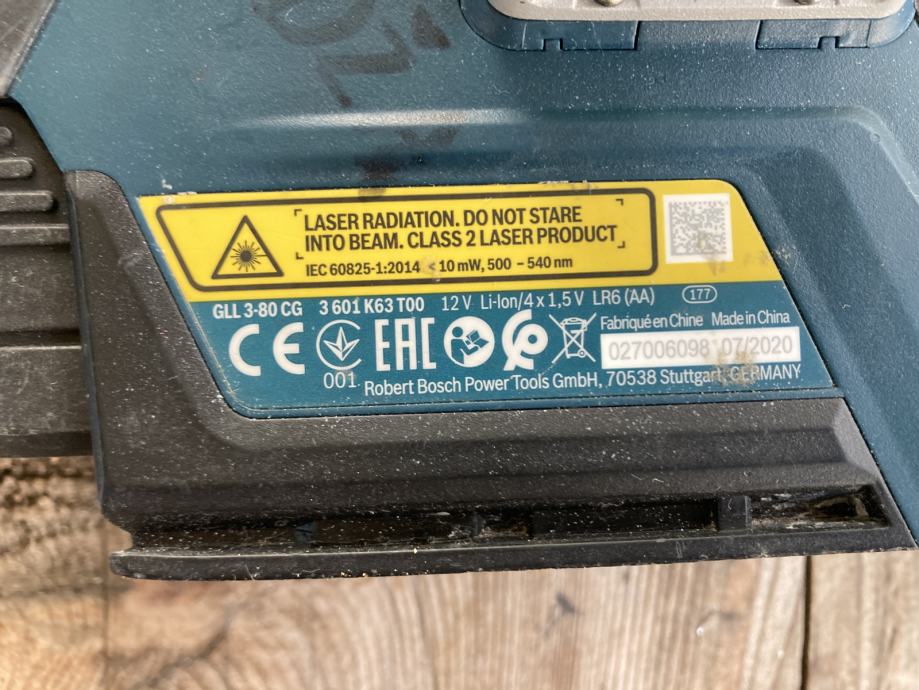 LASER RADIATION. DO NOT STARE
INTO BEAM. CLASS 2 LASER PRODUCT
IEC 60825-1:2014 < 10 mW, 500 – 540 nm
GLL 3-80 CG 3 601 K63 T00 12 V Li-Ion/4 x 1,5 V LR6 (AA) 177
CE EAC Fabriqué en Chine Made in China
027006098 07/2020
001 Robert Bosch Power Tools GmbH, 70538 Stuttgart, GERMANY